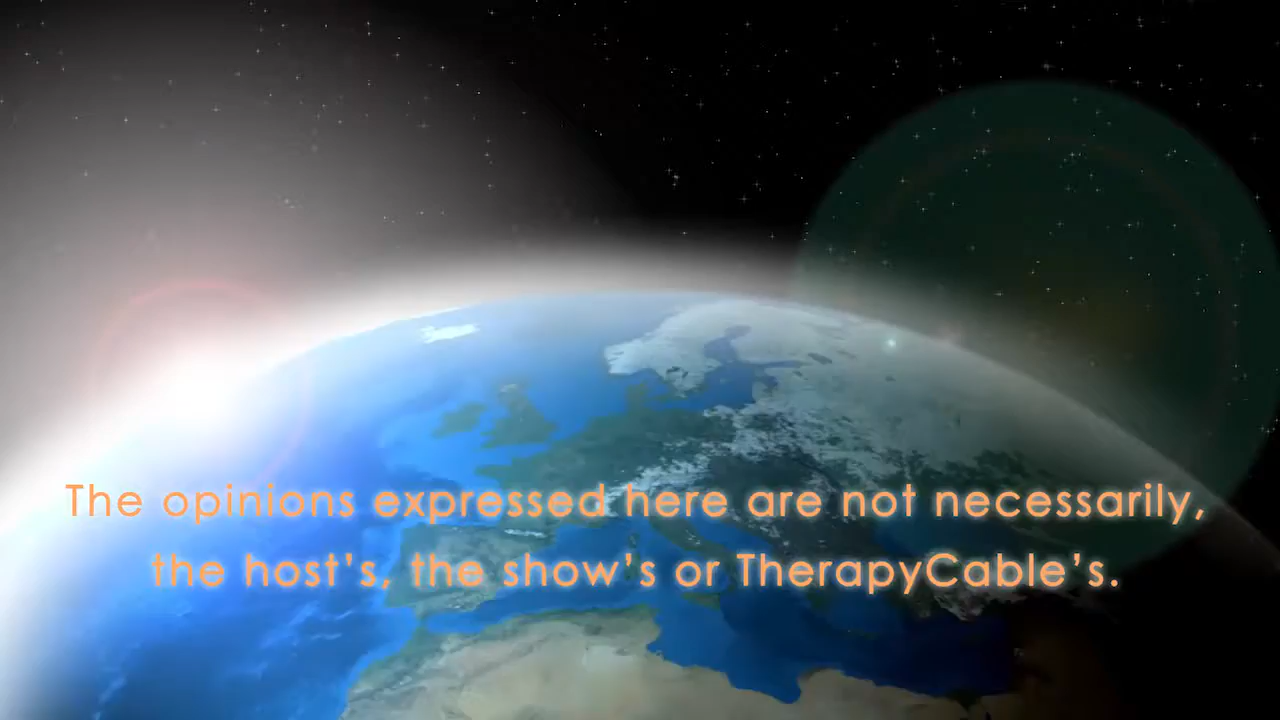 The opinions expressed here are not necessarily,
the host's, the show's or TherapyCable's.